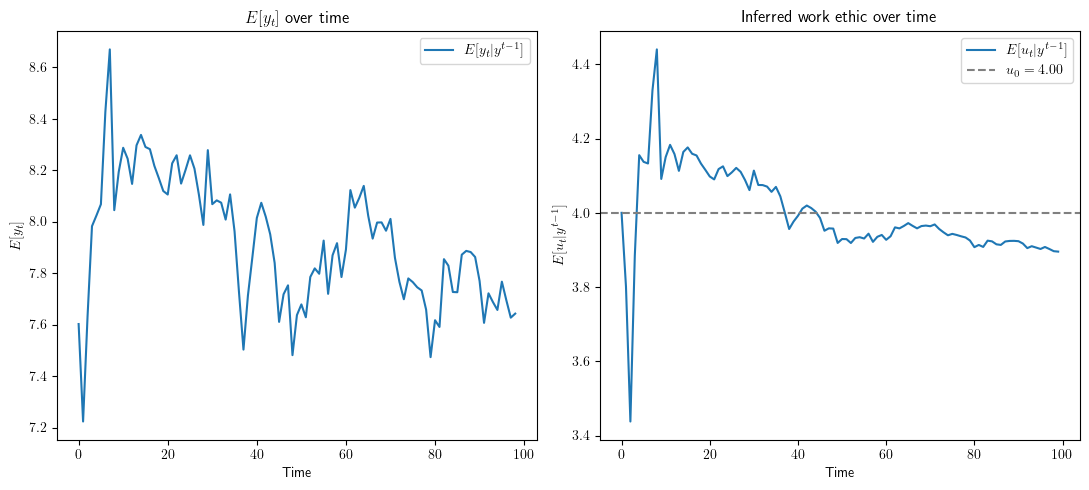 E[y_t] over time
E[y_t|y^{t−1}]
E[y_t]
8.6
8.4
8.2
8.0
7.8
7.6
7.4
7.2
0 20 40 60 80 100
Time
Inferred work ethic over time
E[u_t|y^{t−1}]
u_0 = 4.00
E[u_t|y^{t−1}]
4.4
4.2
4.0
3.8
3.6
3.4
0 20 40 60 80 100
Time